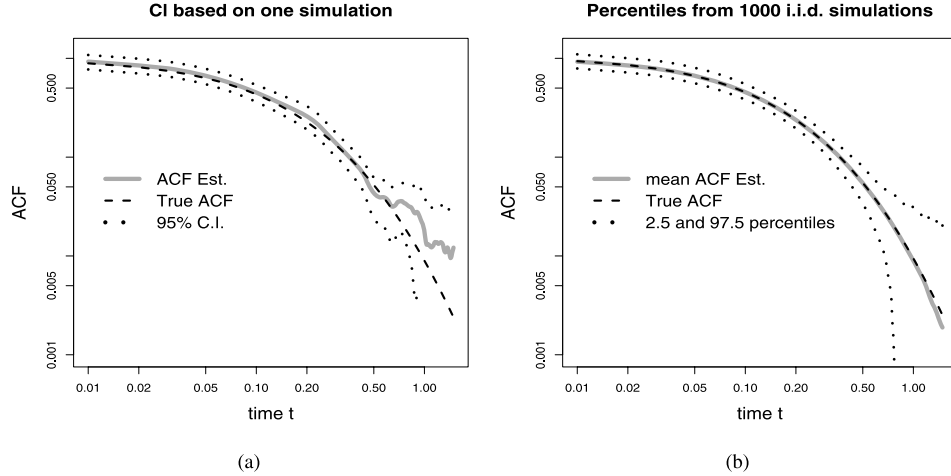 CI based on one simulation
ACF
0.500
0.050
0.005
0.001
ACF Est.
True ACF
95% C.I.
0.01 0.02 0.05 0.10 0.20 0.50 1.00
time t
(a)
Percentiles from 1000 i.i.d. simulations
ACF
0.500
0.050
0.005
0.001
mean ACF Est.
True ACF
2.5 and 97.5 percentiles
0.01 0.02 0.05 0.10 0.20 0.50 1.00
time t
(b)